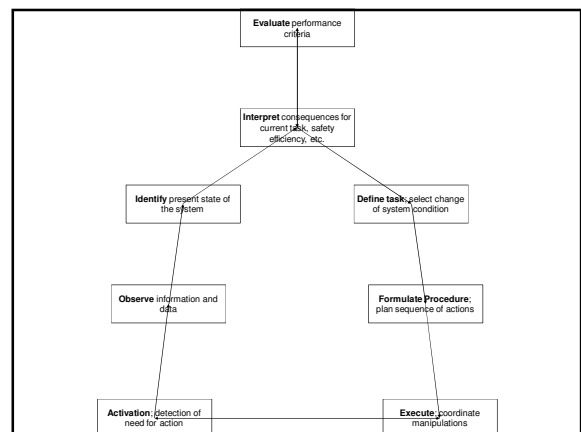 Evaluate performance
criteria
Interpret consequences for
current task, safety
efficiency, etc.
Identify present state of
the system
Define task; select change
of system condition
Observe information and
data
Formulate Procedure;
plan sequence of actions
Activation; detection of
need for action
Execute; coordinate
manipulations